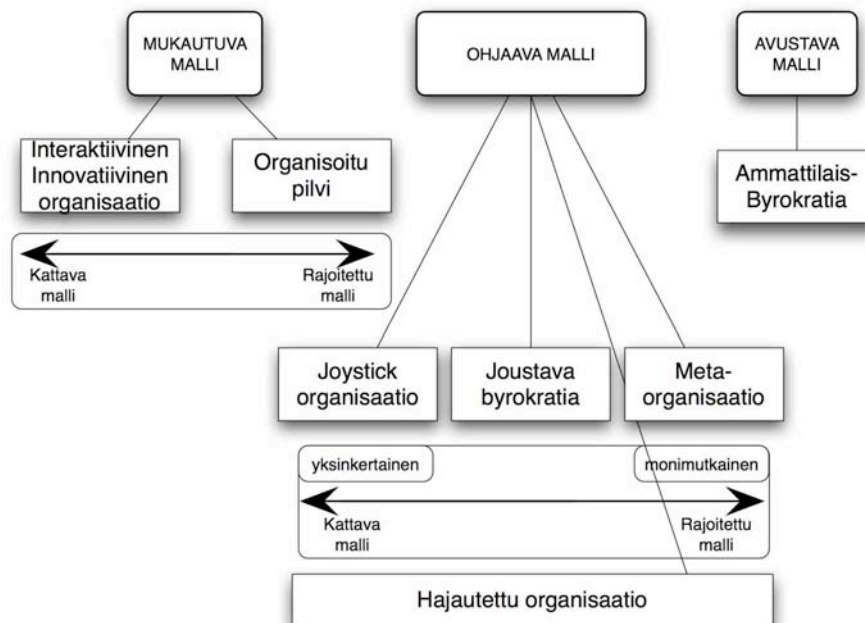 MUKAUTUVA
MALLI
OHJAAVA MALLI
AVUSTAVA
MALLI
Interaktiivinen
Innovatiivinen
organisaatio
Organisoitu
pilvi
Ammattilais-
Byrokratia
Kattava
malli
Rajoitettu
malli
Joystick
organisaatio
Joustava
byrokratia
Meta-
organisaatio
yksinkertainen
monimutkainen
Kattava
malli
Rajoitettu
malli
Hajautettu organisaatio